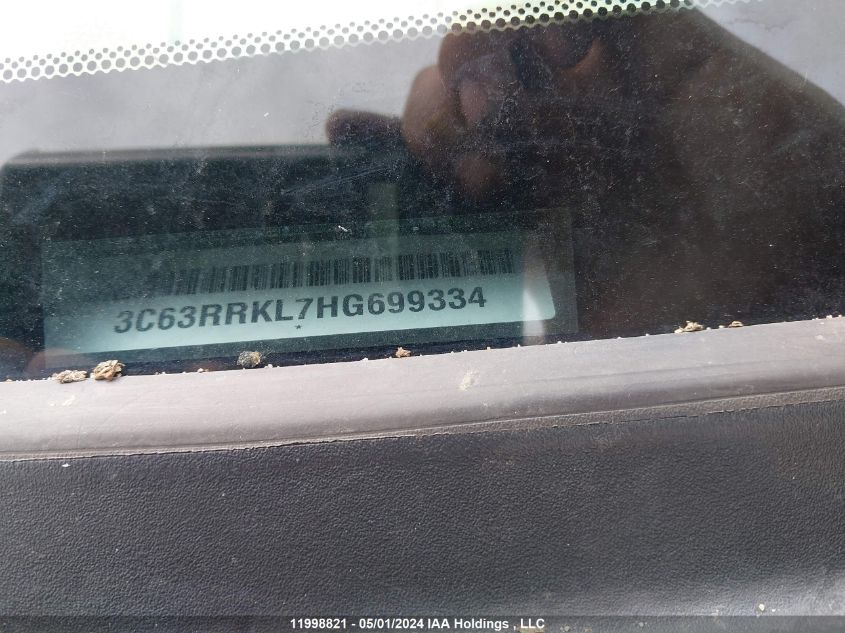 3C63RRKL7HG699334
11998821 - 05/01/2024 IAA Holdings , LLC